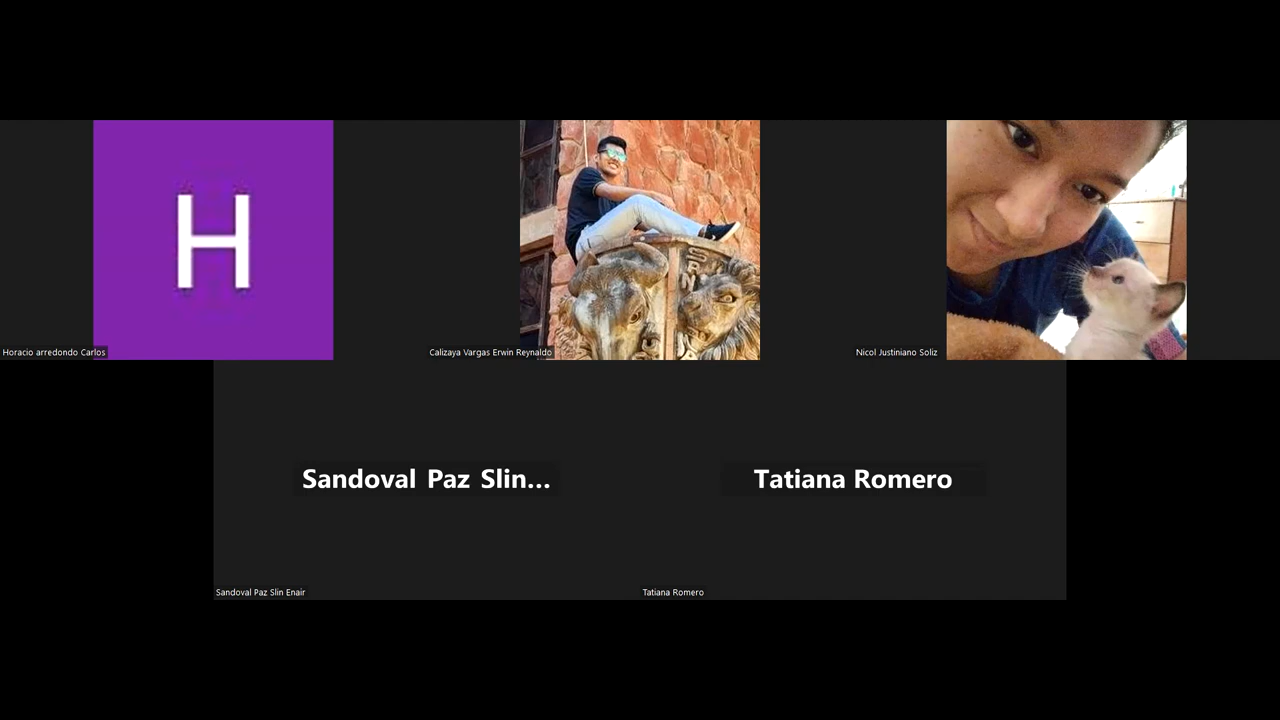 H
Horacio arredondo Carlos
Calizaya Vargas Erwin Reynaldo
Nicol Justiniano Soliz
Sandoval Paz Slin...
Tatiana Romero
Sandoval Paz Slin Enair
Tatiana Romero